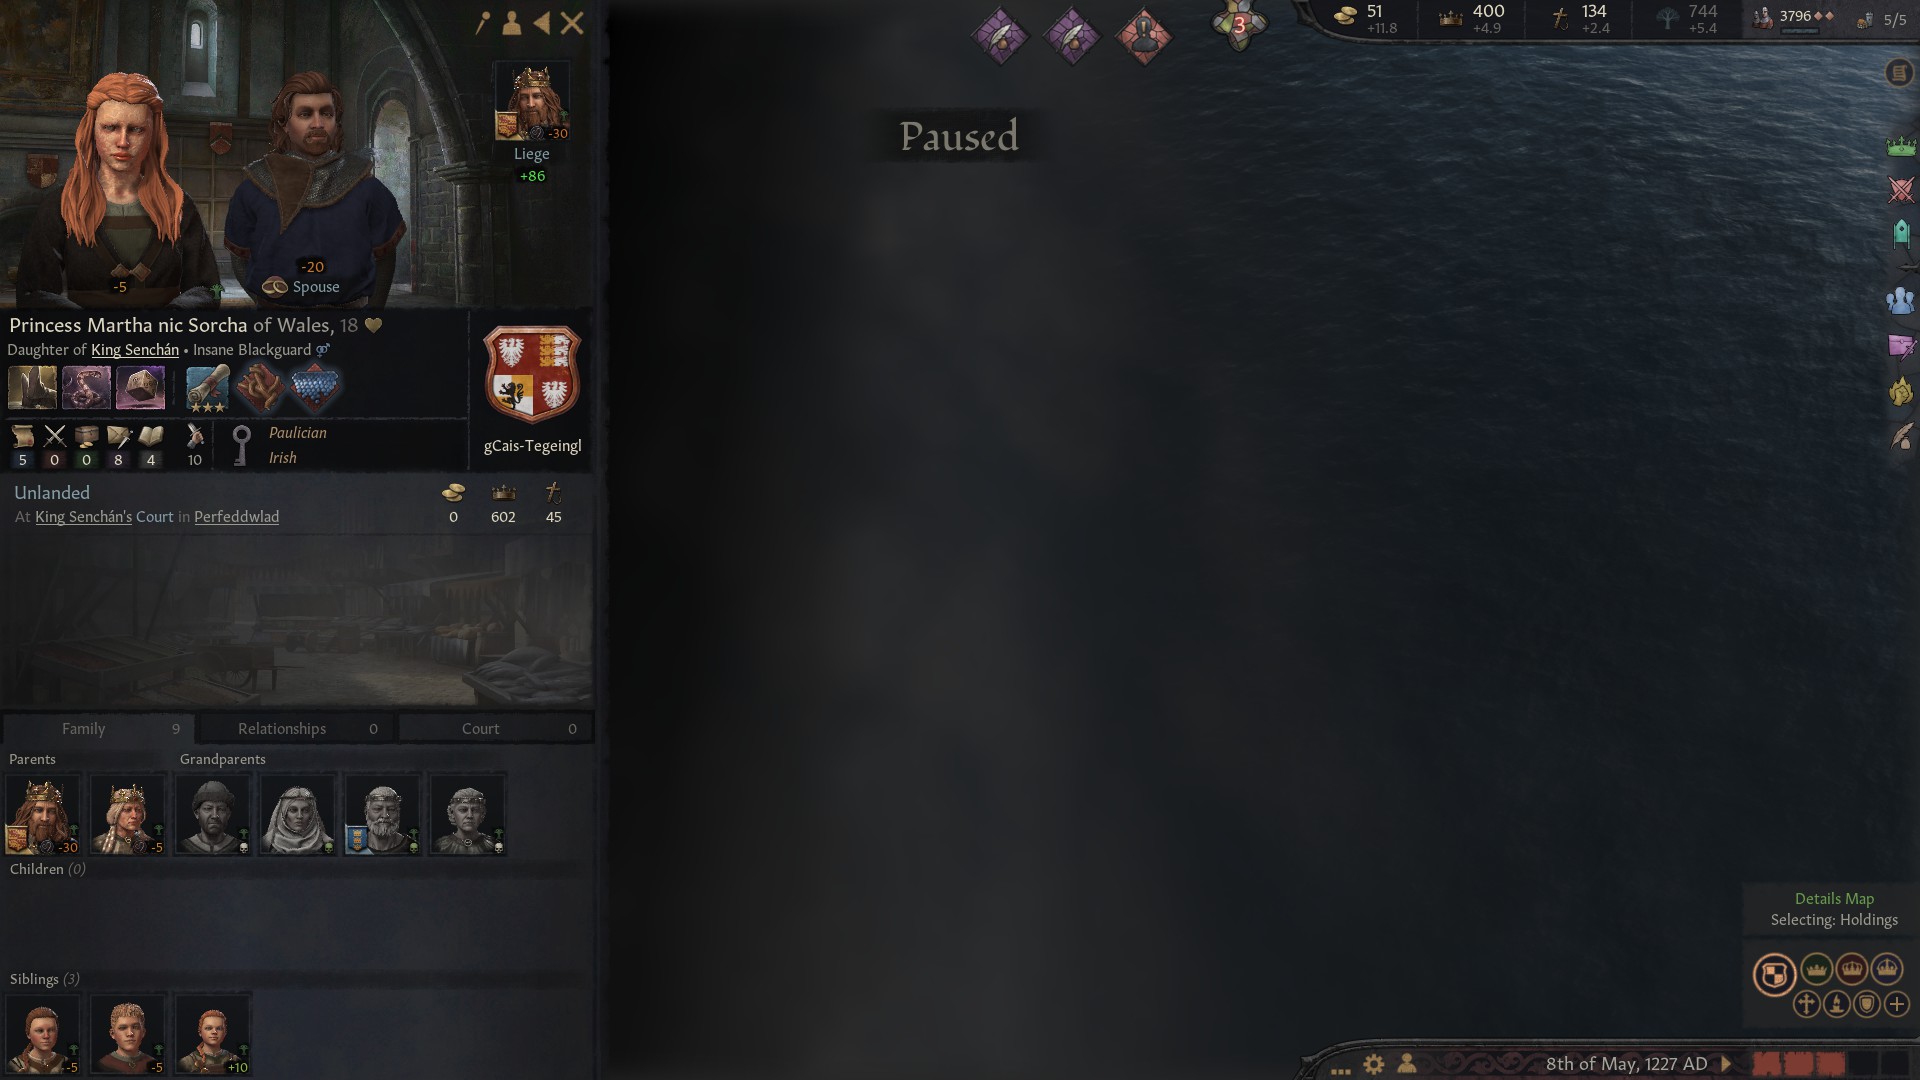 3
51
+11.8
400
+4.9
134
+2.4
744
+5.4
3796
5/5
Paused
-30
Liege
+86
-5
-20
Spouse
Princess Martha nic Sorcha of Wales, 18
Daughter of King Senchán • Insane Blackguard
5 0 0 8 4 10
Paulician
Irish
gCais-Tegeingl
Unlanded
At King Senchán's Court in Perfeddwlad
0 602 45
Family 9
Relationships 0
Court 0
Parents
Grandparents
-30
-5
Children (0)
Siblings (3)
-5
-5
+10
Details Map
Selecting: Holdings
8th of May, 1227 AD